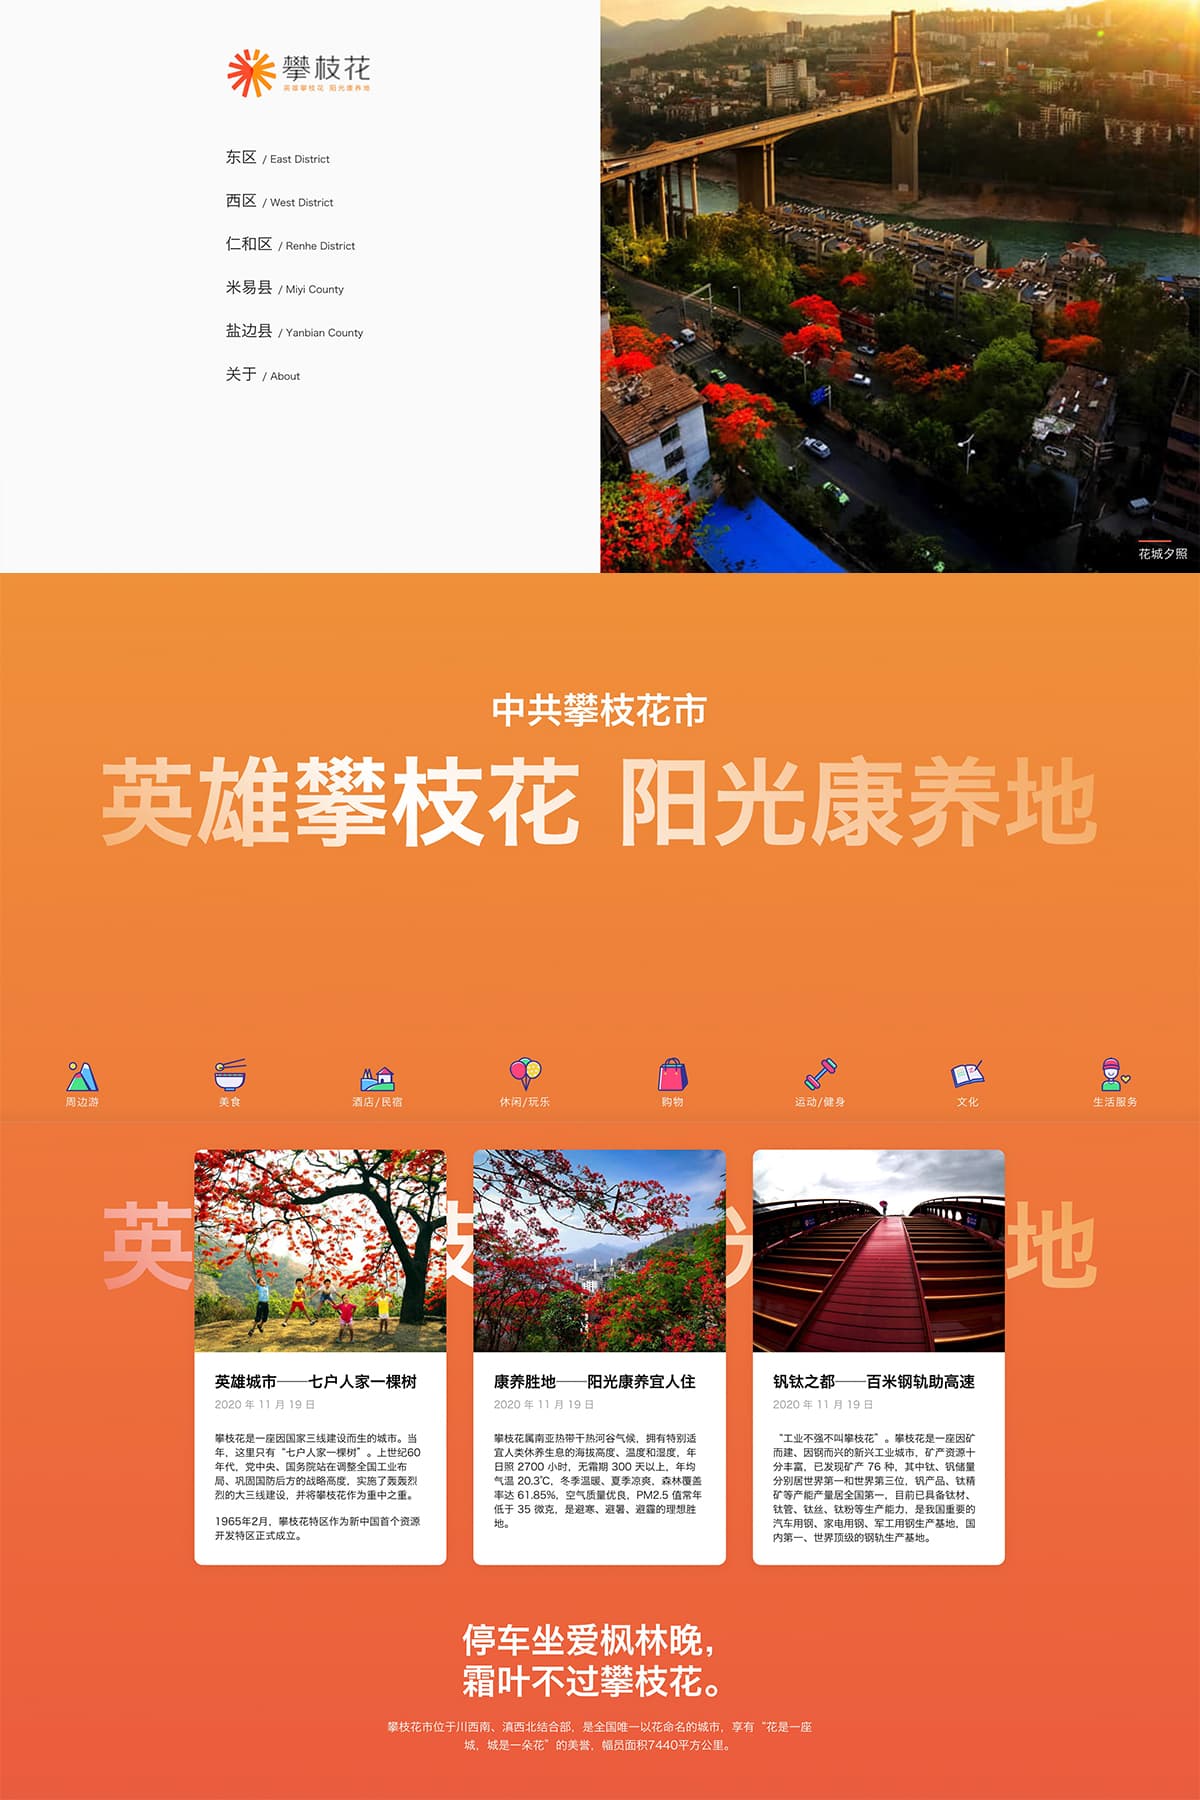 攀枝花
英雄攀枝花 阳光康养地
东区 / East District
西区 / West District
仁和区 / Renhe District
米易县 / Miyi County
盐边县 / Yanbian County
关于 / About
花城夕照
中共攀枝花市
英雄攀枝花 阳光康养地
周边游
美食
酒店/民宿
休闲/玩乐
购物
运动/健身
文化
生活服务
英
地
英雄城市——七户人家一棵树
2020 年 11 月 19 日
攀枝花是一座因国家三线建设而生的城市。当
年，这里只有“七户人家一棵树”。上世纪60
年代，党中央、国务院站在调整全国工业布
局、巩固国防后方的战略高度，实施了轰轰烈
烈的大三线建设，并将攀枝花作为重中之重。
1965年2月，攀枝花特区作为新中国首个资源
开发特区正式成立。
康养胜地——阳光康养宜人住
2020 年 11 月 19 日
攀枝花属南亚热带干热河谷气候，拥有特别适
宜人类休养生息的海拔高度、温度和湿度，年
日照 2700 小时，无霜期 300 天以上，年均
气温 20.3℃，冬季温暖、夏季凉爽，森林覆盖
率达 61.85%，空气质量优良，PM2.5 值常年
低于 35 微克，是避寒、避暑、避霾的理想胜
地。
钒钛之都——百米钢轨助高速
2020 年 11 月 19 日
“工业不强不叫攀枝花”。攀枝花是一座因矿
而建、因钢而兴的新兴工业城市，矿产资源十
分丰富，已发现矿产 76 种，其中钛、钒储量
分别居世界第一和世界第三位，钒产品、钛精
矿等产能产量居全国第一，目前已具备钛材、
钛管、钛丝、钛粉等生产能力，是我国重要的
汽车用钢、家电用钢、军工用钢生产基地，国
内第一、世界顶级的钢轨生产基地。
停车坐爱枫林晚，
霜叶不过攀枝花。
攀枝花市位于川西南、滇西北结合部，是全国唯一以花命名的城市，享有“花是一座
城，城是一朵花”的美誉，幅员面积7440平方公里。